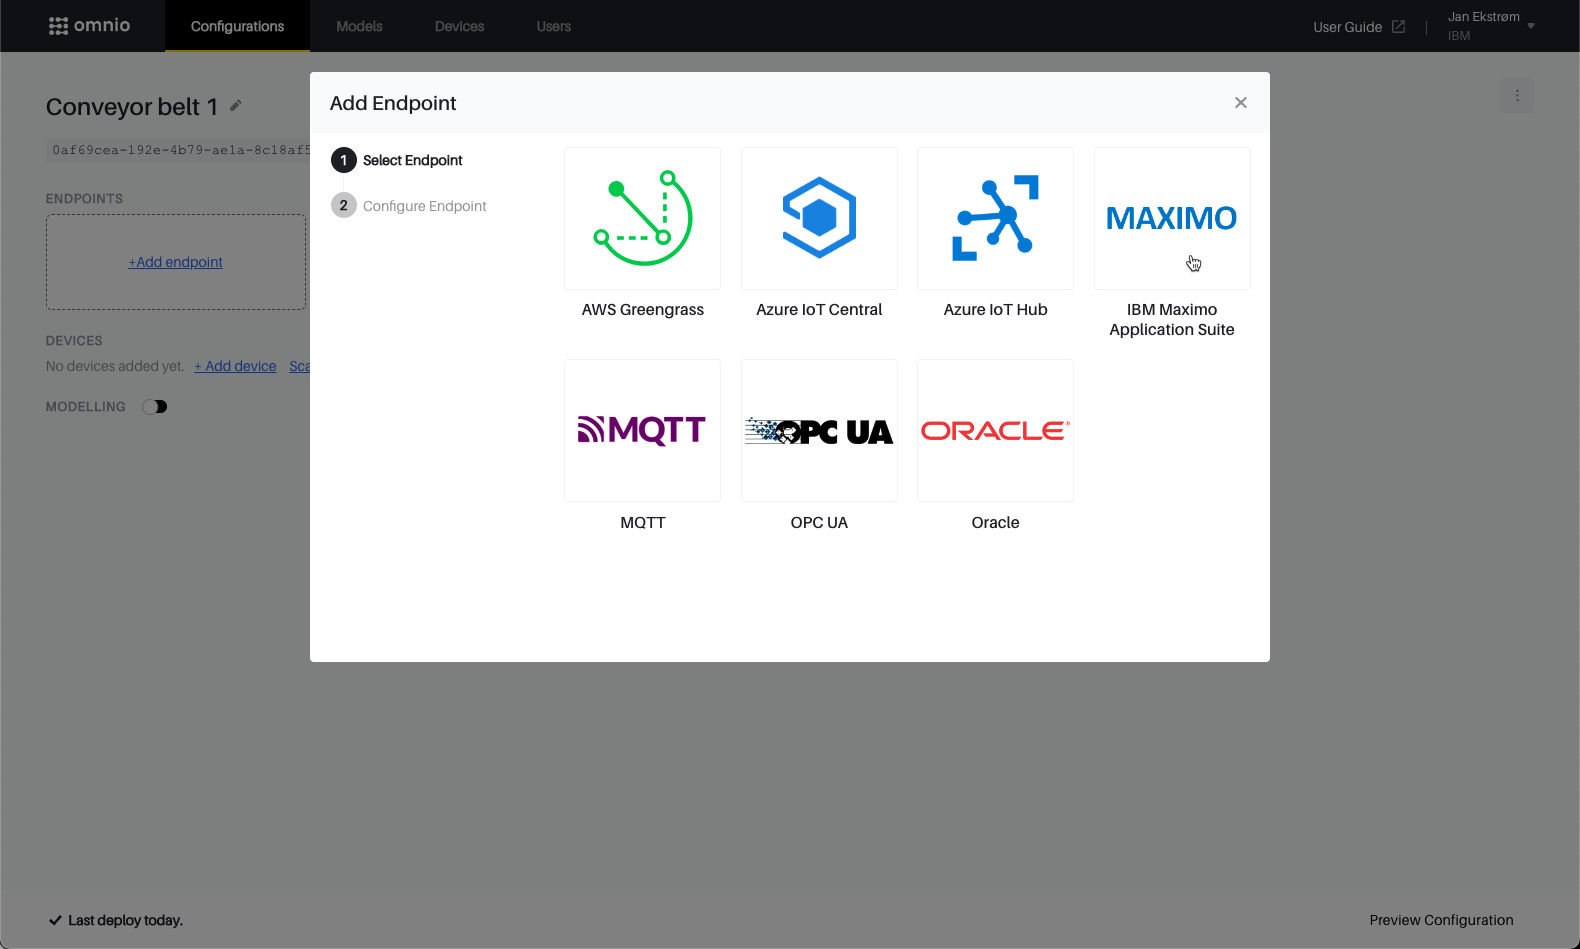 omnio
Configurations
Models
Devices
Users
User Guide
Jan Ekstrøm
IBM
Conveyor belt 1
0af69cea-192e-4b79-ae1a-8c18af5
ENDPOINTS
+Add endpoint
DEVICES
No devices added yet. + Add device Sca
MODELLING
Add Endpoint
1 Select Endpoint
2 Configure Endpoint
MAXIMO
AWS Greengrass
Azure IoT Central
Azure IoT Hub
IBM Maximo
Application Suite
MQTT
OPC UA
ORACLE
MQTT
OPC UA
Oracle
Last deploy today.
Preview Configuration